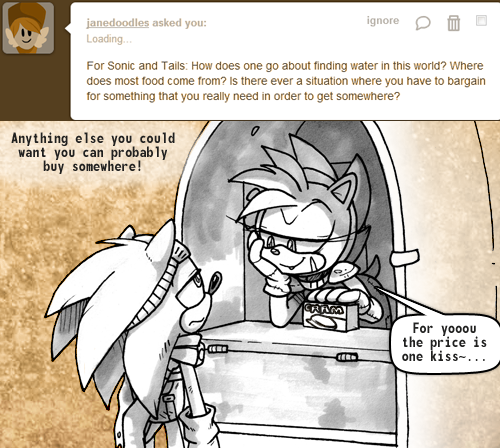 janedoodles asked you:
ignore
Loading...
For Sonic and Tails: How does one go about finding water in this world? Where
does most food come from? Is there ever a situation where you have to bargain
for something that you really need in order to get somewhere?
Anything else you could
want you can probably
buy somewhere!
CRAM
For yooou
the price is
one kiss~...